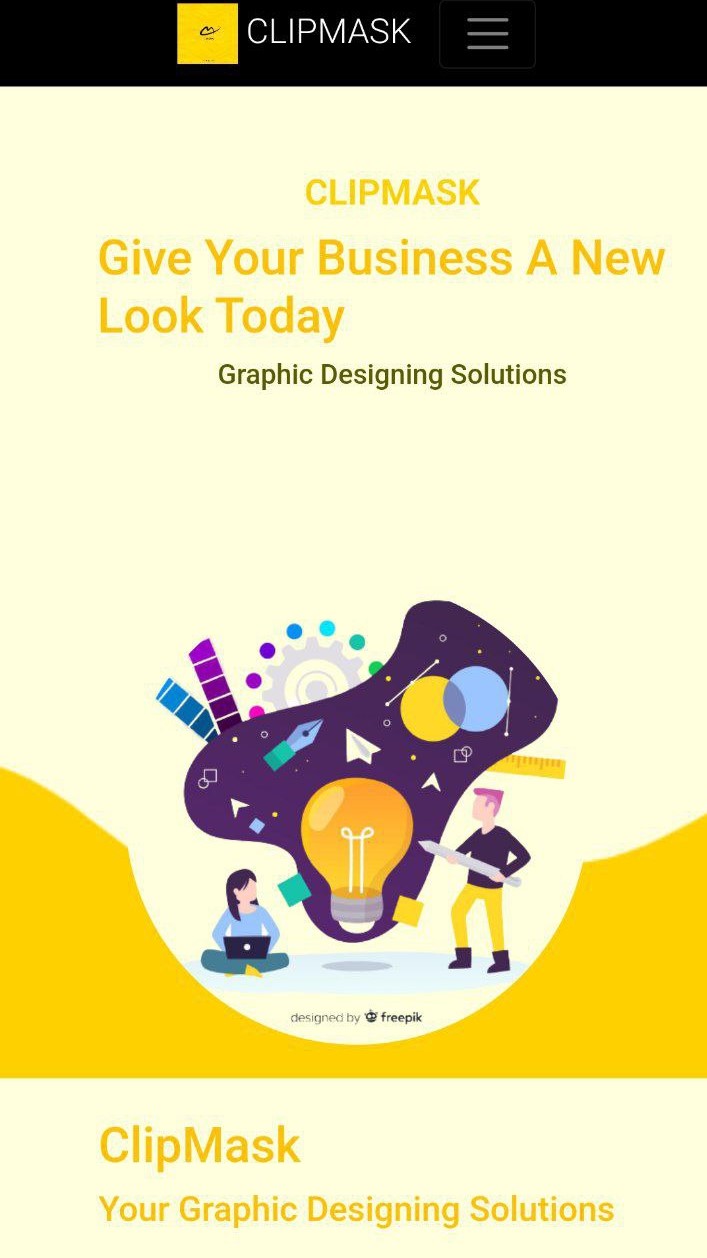 CLIPMASK
CLIPMASK
Give Your Business A New
Look Today
Graphic Designing Solutions
designed by freepik
ClipMask
Your Graphic Designing Solutions